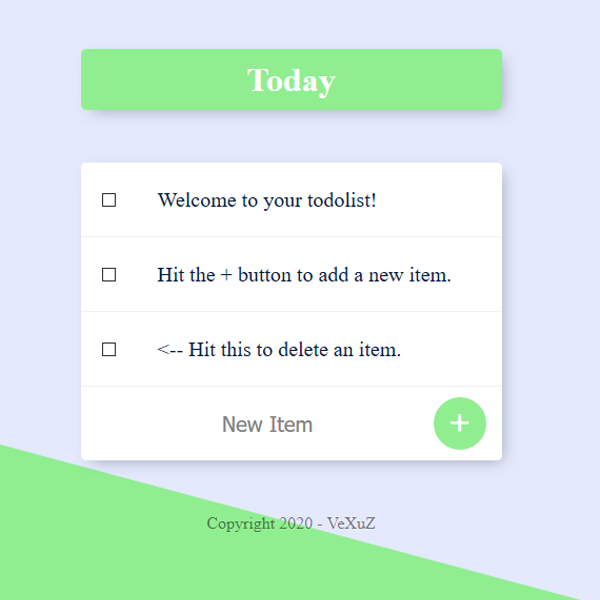 Today
Welcome to your todolist!
Hit the + button to add a new item.
<-- Hit this to delete an item.
New Item
+
Copyright 2020 - VeXuZ